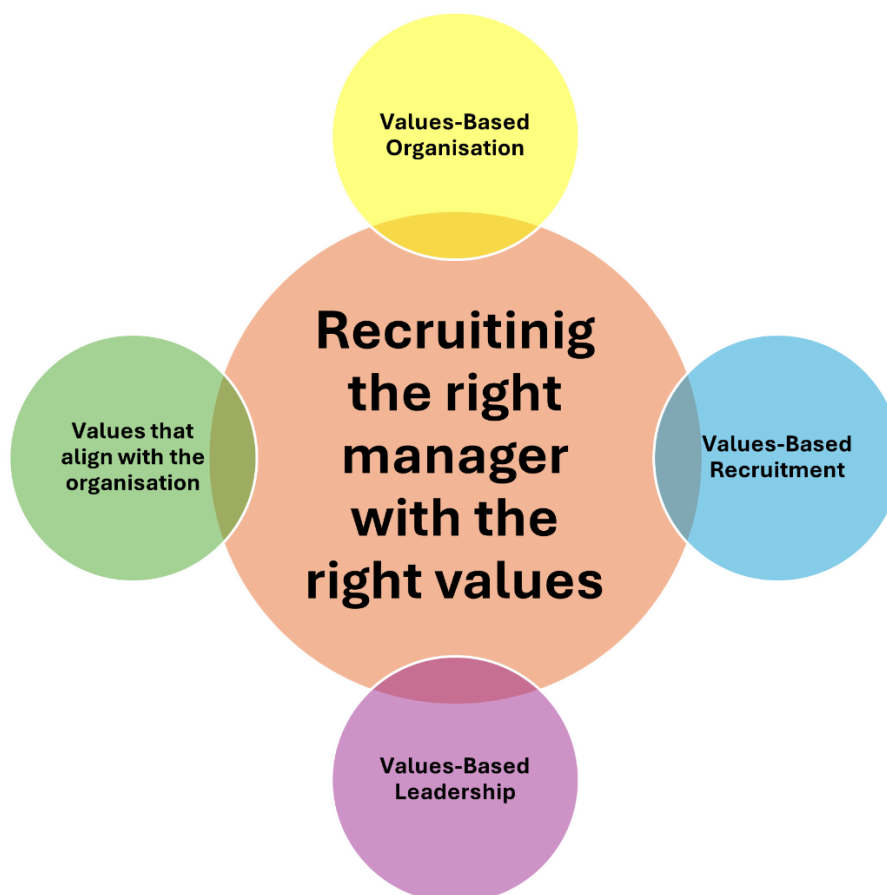 Values-Based
Organisation
Recruitinig
the right
manager
with the
right values
Values that
align with the
organisation
Values-Based
Recruitment
Values-Based
Leadership